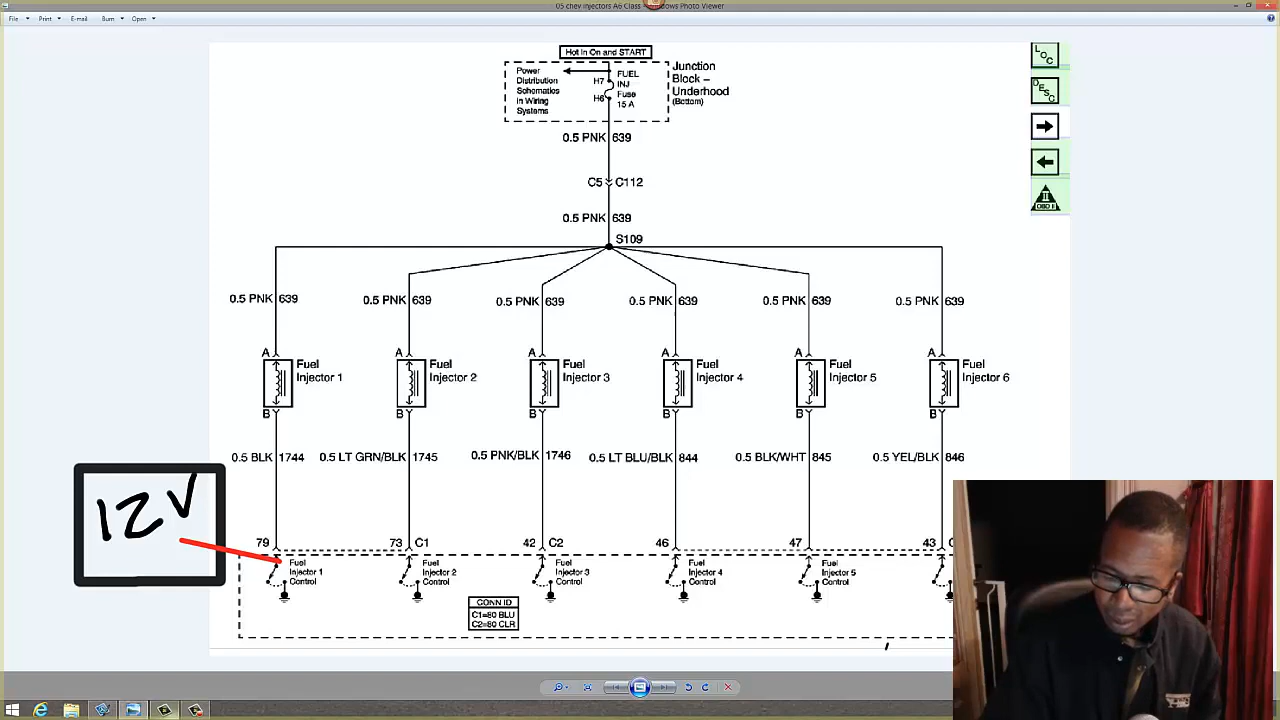 05 chev injectors A6 Class
dows Photo Viewer
File Print E-mail Burn Open
Hot In On and START
Power
Distribution
Schematics
In Wiring
Systems
H7
H6
FUEL
INJ
Fuse
15 A
Junction
Block –
Underhood
(Bottom)
LOC
DESC
II
OBD II
0.5 PNK 639
C5 C112
0.5 PNK 639
S109
0.5 PNK 639 0.5 PNK 639 0.5 PNK 639 0.5 PNK 639 0.5 PNK 639 0.5 PNK 639
A A A A A A
Fuel
Injector 1
Fuel
Injector 2
Fuel
Injector 3
Fuel
Injector 4
Fuel
Injector 5
Fuel
Injector 6
B B B B B B
0.5 BLK 1744 0.5 LT GRN/BLK 1745 0.5 PNK/BLK 1746 0.5 LT BLU/BLK 844 0.5 BLK/WHT 845 0.5 YEL/BLK 846
12V
79 73 C1 42 C2 46 47 43
Fuel
Injector 1
Control
Fuel
Injector 2
Control
Fuel
Injector 3
Control
Fuel
Injector 4
Control
Fuel
Injector 5
Control
CONN ID
C1=80 BLU
C2=80 CLR